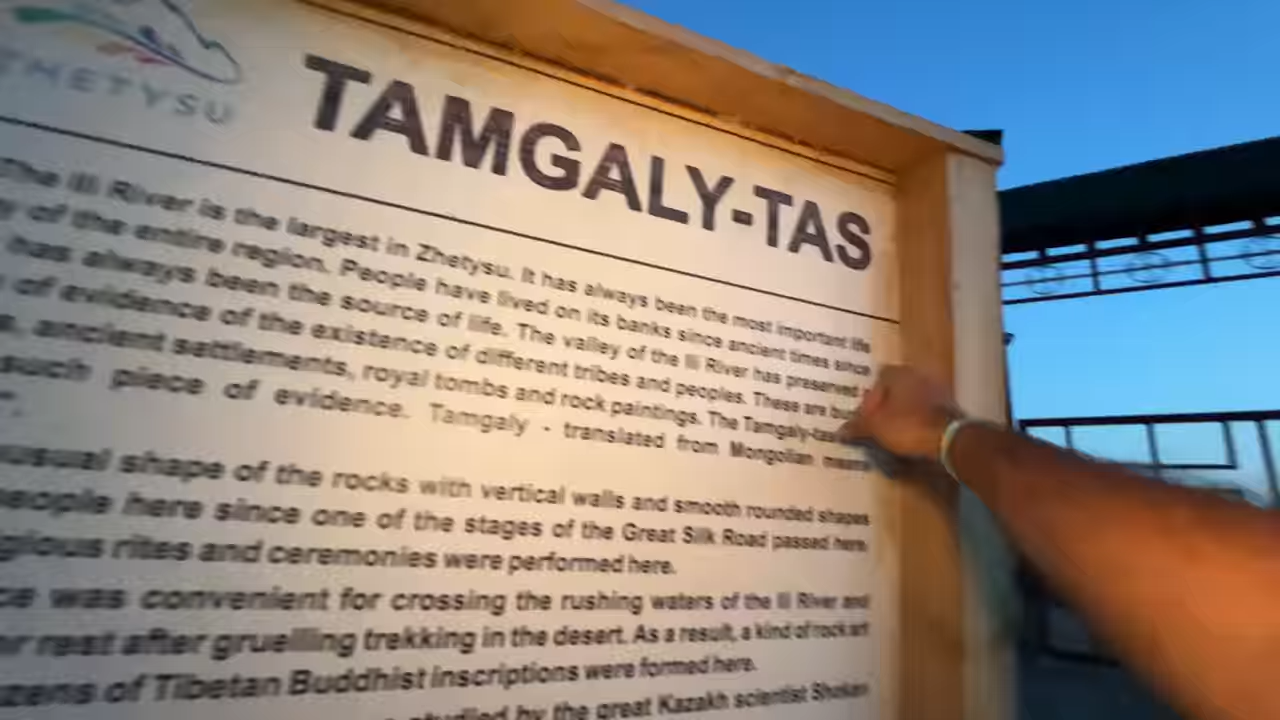 ZHETYSU
TAMGALY-TAS
The Ili River is the largest in Zhetysu. It has always been the most important life
of the entire region. People have lived on its banks since ancient times since
has always been the source of life. The valley of the Ili River has preserved
of evidence of the existence of different tribes and peoples. These are
ancient settlements, royal tombs and rock paintings. The Tamgaly-tas
such piece of evidence. Tamgaly - translated from Mongolian means
shape of the rocks with vertical walls and smooth rounded shapes
people here since one of the stages of the Great Silk Road passed here.
rites and ceremonies were performed here.
was convenient for crossing the rushing waters of the Ili River and
rest after gruellling trekking in the desert. As a result, a kind of rock art
of Tibetan Buddhist inscriptions were formed here.
studied by the great Kazakh scientist Shokan